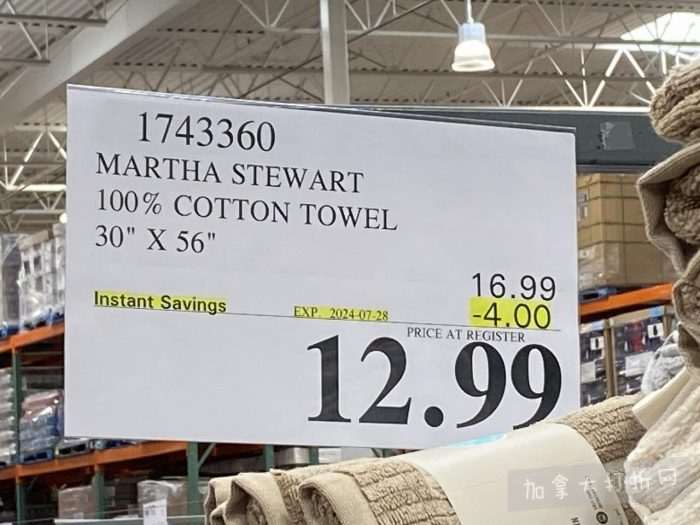 1743360
MARTHA STEWART
100% COTTON TOWEL
30" X 56"
16.99
Instant Savings EXP. 2024-07-28 -4.00
PRICE AT REGISTER
12.99
加拿大打折网